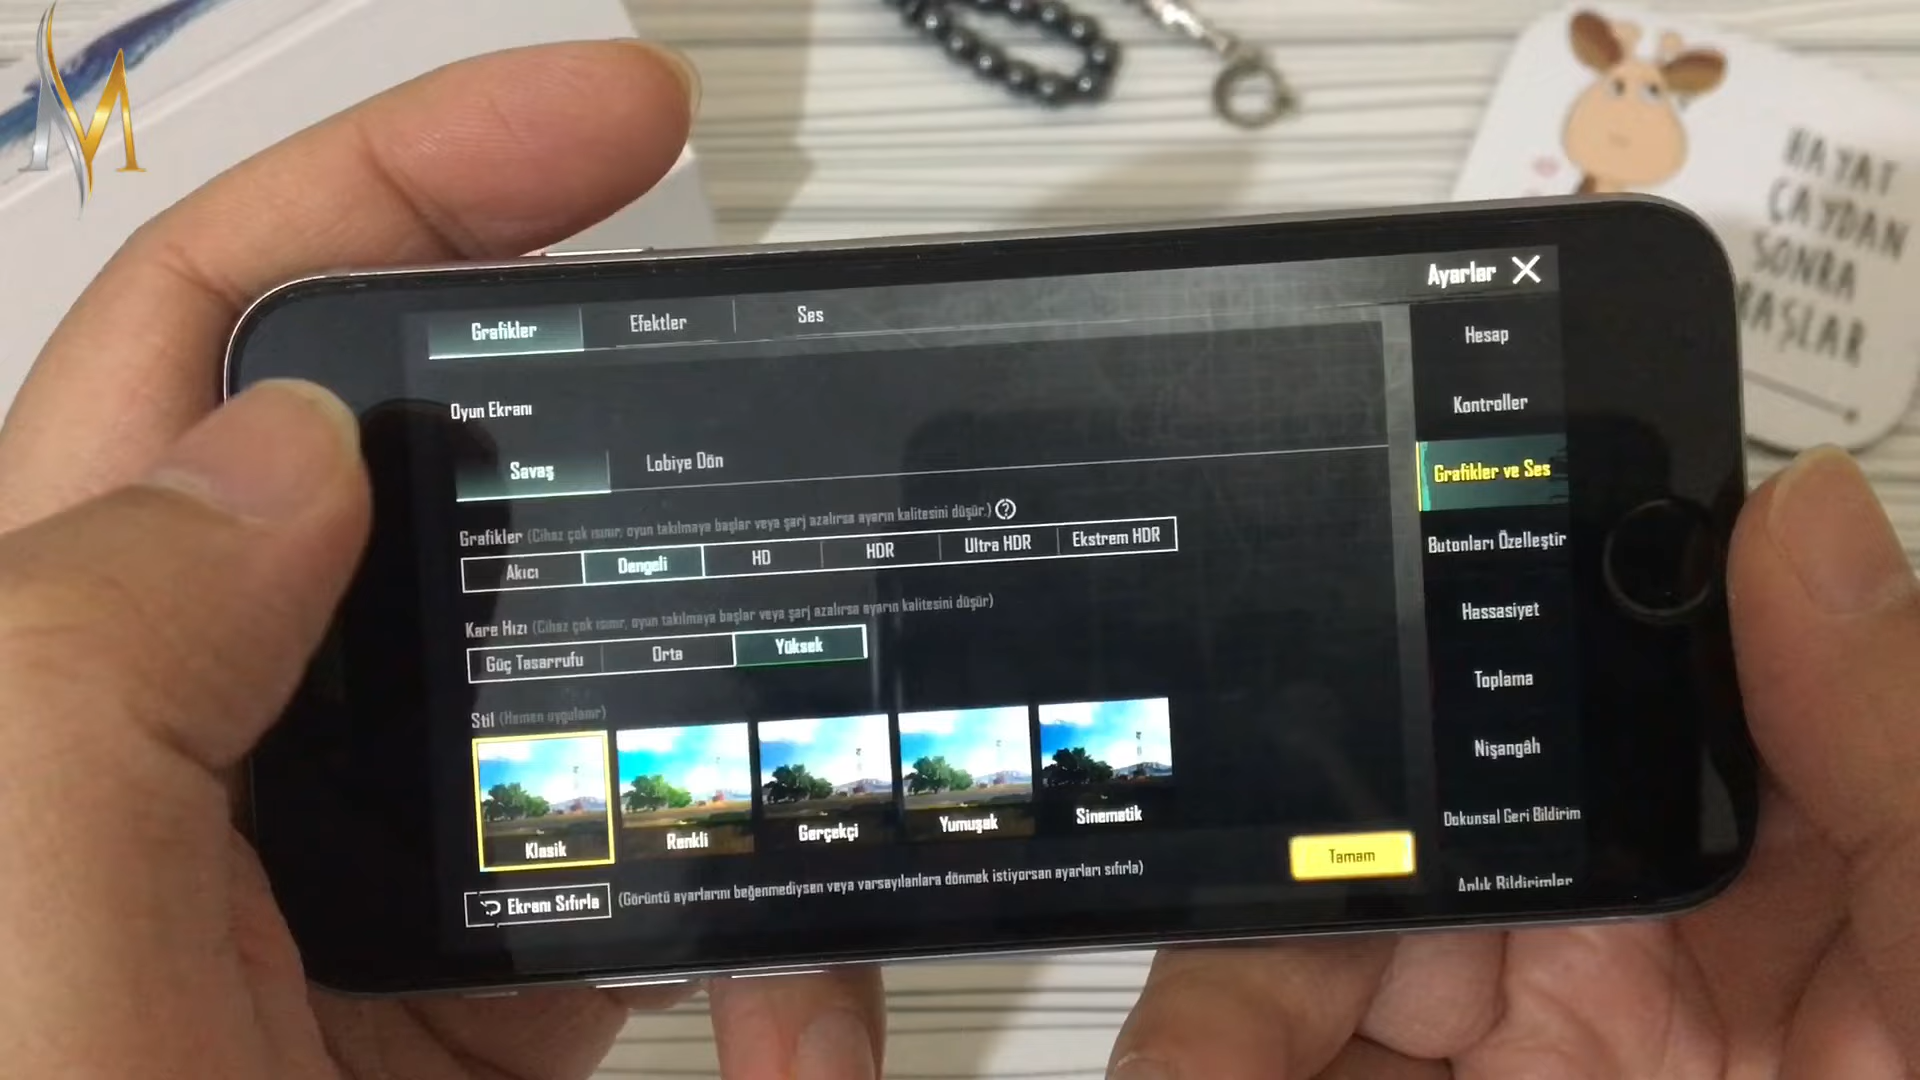 M
HAYAT
ÇAYDAN
SONRA
BAŞLAR
Ayarlar
Grafikler
Efektler
Ses
Oyun Ekranı
Savaş
Lobiye Dön
Grafikler (Cihaz çok ısınır, oyun takılmaya başlar veya şarj azalırsa ayarın kalitesini düşür.) ?
Akıcı
Dengeli
HD
HDR
Ultra HDR
Ekstrem HDR
Kare Hızı (Cihaz çok ısınır, oyun takılmaya başlar veya şarj azalırsa ayarın kalitesini düşür)
Güç Tasarrufu
Orta
Yüksek
Stil (Hemen uygulanır)
Klasik
Renkli
Gerçekçi
Yumuşak
Sinematik
Ekranı Sıfırla
(Görüntü ayarlarını beğenmediysen veya varsayılanlara dönmek istiyorsan ayarları sıfırla)
Tamam
Hesap
Kontroller
Grafikler ve Ses
Butonları Özelleştir
Hassasiyet
Toplama
Nişangâh
Dokunsal Geri Bildirim
Anlık Bildirimler